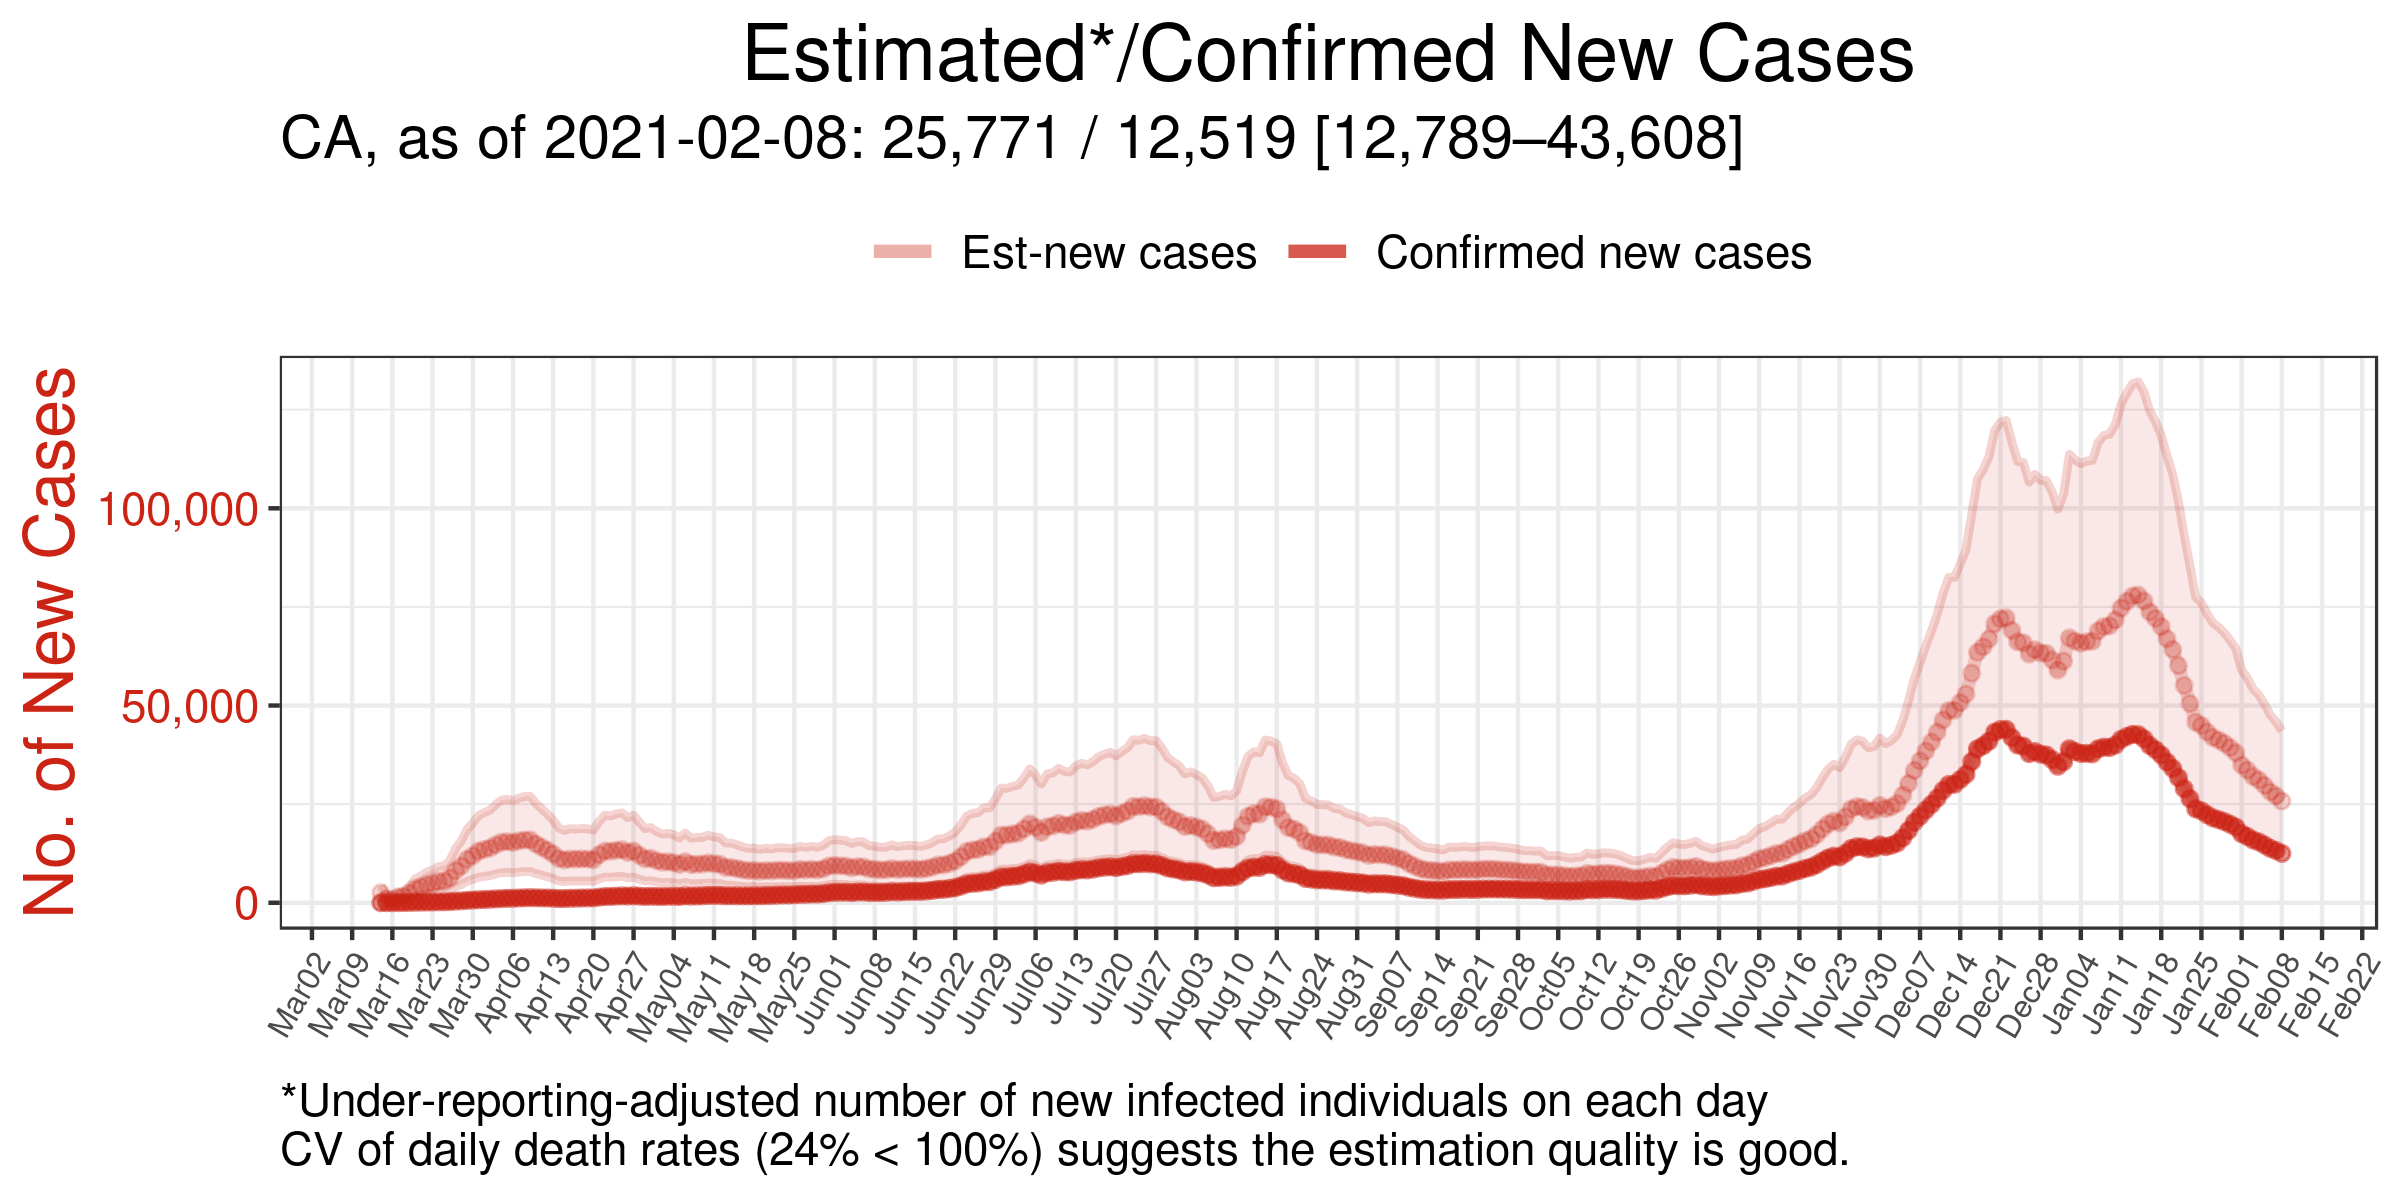 Estimated*/Confirmed New Cases
CA, as of 2021-02-08: 25,771 / 12,519 [12,789–43,608]
Est-new cases
Confirmed new cases
No. of New Cases
100,000
50,000
0
Mar02
Mar09
Mar16
Mar23
Mar30
Apr06
Apr13
Apr20
Apr27
May04
May11
May18
May25
Jun01
Jun08
Jun15
Jun22
Jun29
Jul06
Jul13
Jul20
Jul27
Aug03
Aug10
Aug17
Aug24
Aug31
Sep07
Sep14
Sep21
Sep28
Oct05
Oct12
Oct19
Oct26
Nov02
Nov09
Nov16
Nov23
Nov30
Dec07
Dec14
Dec21
Dec28
Jan04
Jan11
Jan18
Jan25
Feb01
Feb08
Feb15
Feb22
*Under-reporting-adjusted number of new infected individuals on each day
CV of daily death rates (24% < 100%) suggests the estimation quality is good.